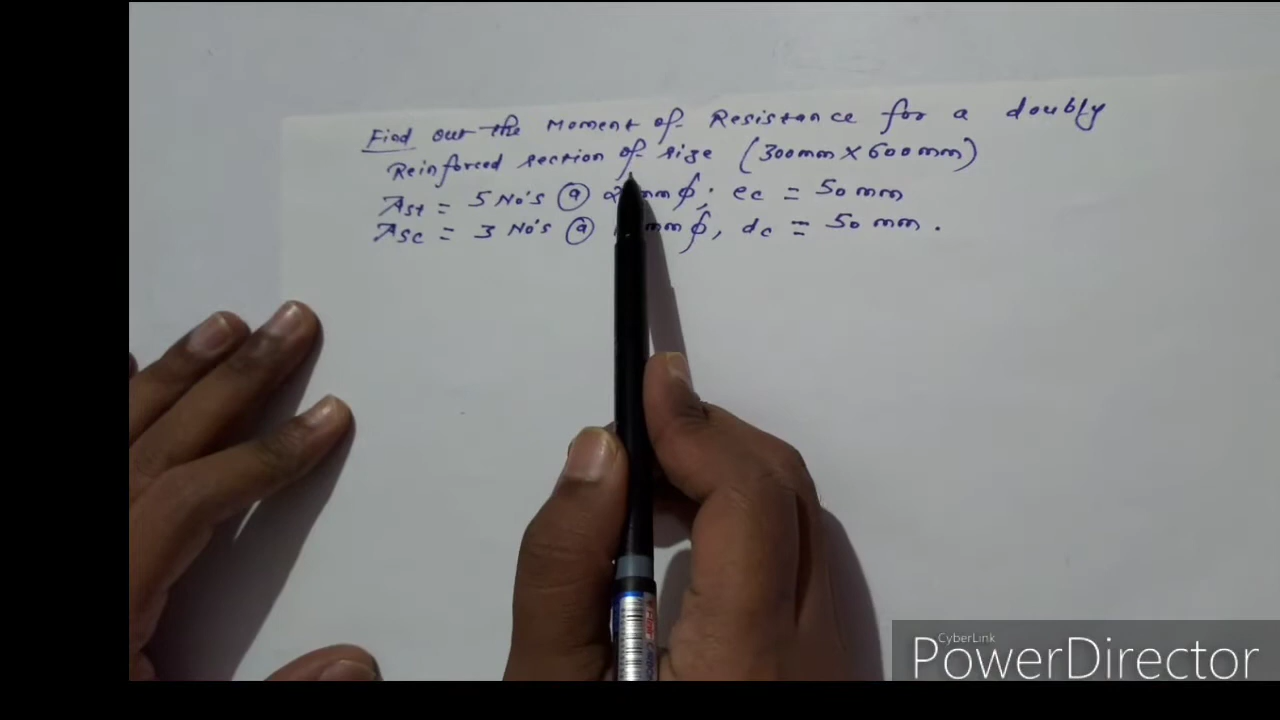 Find out the Moment of Resistance for a doubly
Reinforced section of size (300mm X 600mm)
Ast = 5 No's @ mm ϕ; ec = 50 mm
Asc = 3 No's @ mm ϕ, dc = 50 mm.
CyberLink
PowerDirector